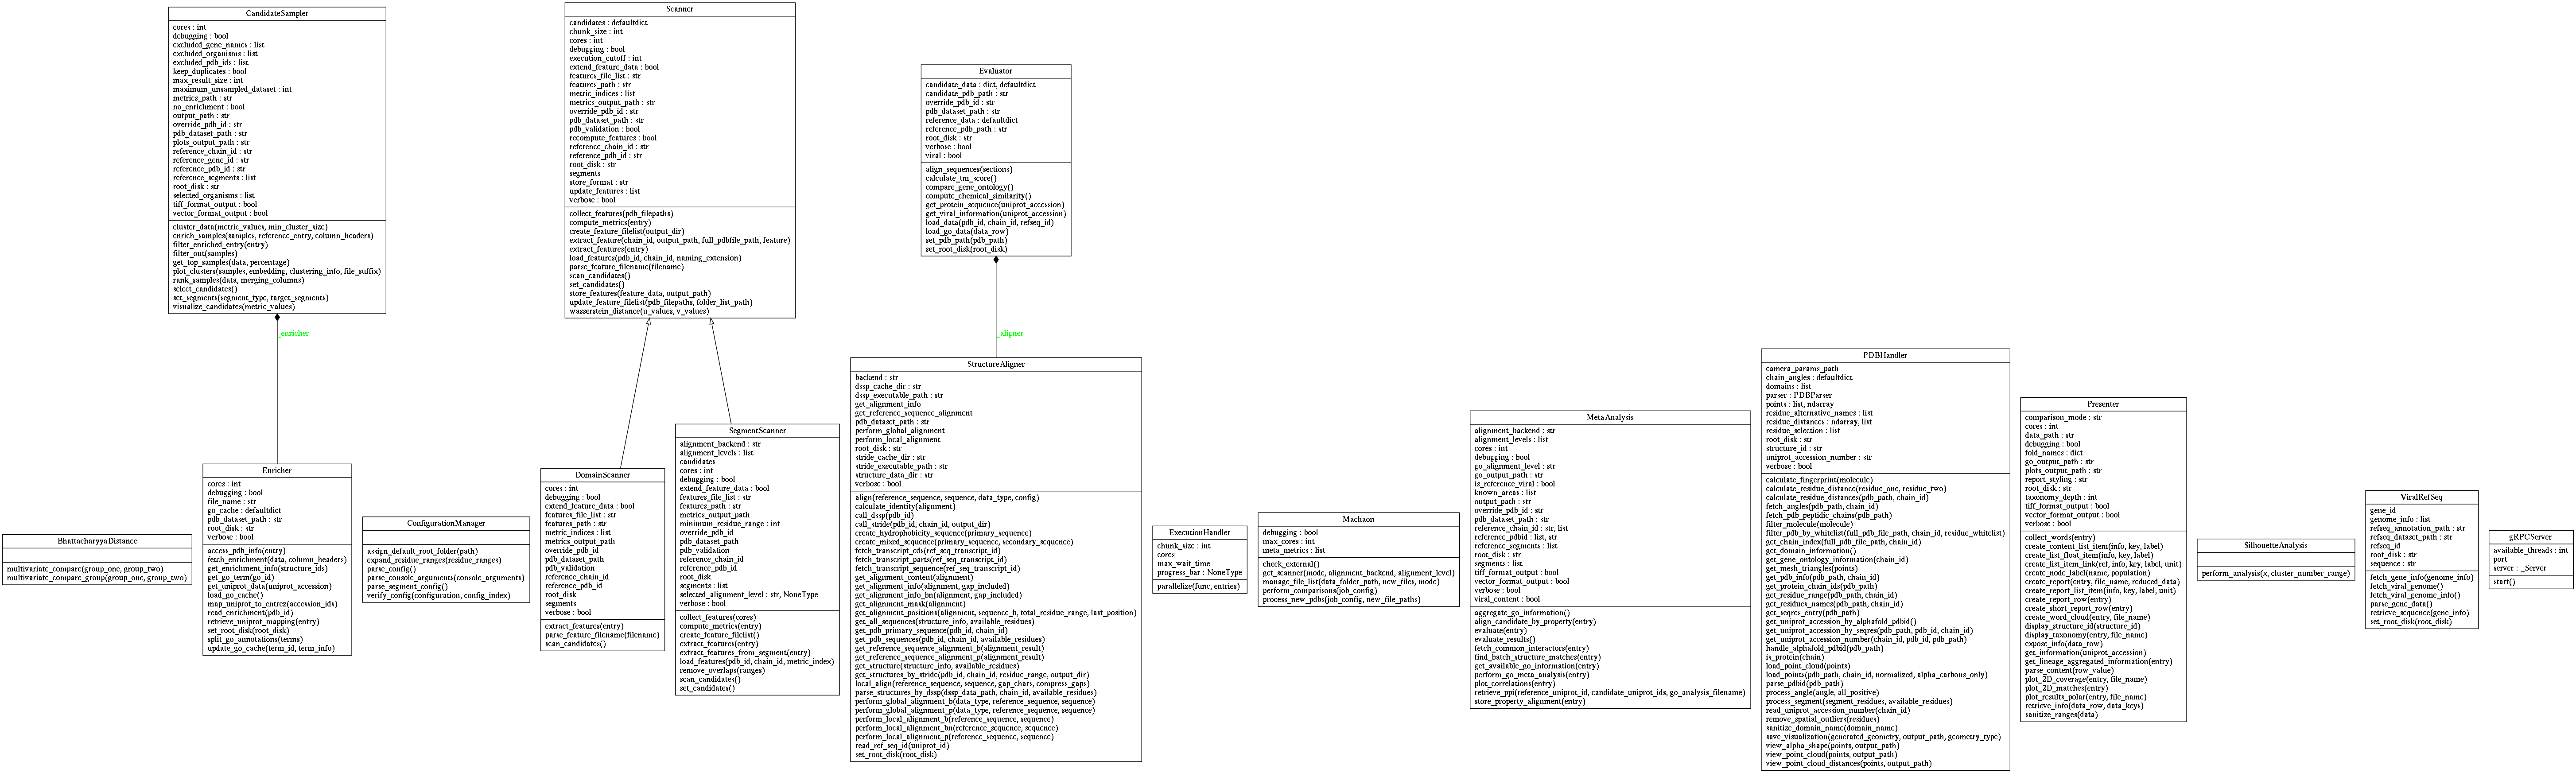 CandidateSampler
cores : int
debugging : bool
excluded_gene_names : list
excluded_organisms : list
excluded_pdb_ids : list
keep_duplicates : bool
max_result_size : int
maximum_unsampled_dataset : int
metrics_path : str
no_enrichment : bool
output_path : str
override_pdb_id : str
pdb_dataset_path : str
plots_output_path : str
reference_chain_id : str
reference_gene_id : str
reference_pdb_id : str
reference_segments : list
root_disk : str
selected_organisms : list
tiff_format_output : bool
vector_format_output : bool
cluster_data(metric_values, min_cluster_size)
enrich_samples(samples, reference_entry, column_headers)
filter_enriched_entry(entry)
filter_out(samples)
get_top_samples(data, percentage)
plot_clusters(samples, embedding, clustering_info, file_suffix)
rank_samples(data, merging_columns)
select_candidates()
set_segments(segment_type, target_segments)
visualize_candidates(metric_values)
Scanner
candidates : defaultdict
chunk_size : int
cores : int
debugging : bool
execution_cutoff : int
extend_feature_data : bool
features_file_list : str
features_path : str
metric_indices : list
metrics_output_path : str
override_pdb_id : str
pdb_dataset_path : str
pdb_validation : bool
recompute_features : bool
reference_chain_id : str
reference_pdb_id : str
root_disk : str
segments
store_format : str
update_features : list
verbose : bool
collect_features(pdb_filepaths)
compute_metrics(entry)
create_feature_filelist(output_dir)
extract_feature(chain_id, output_path, full_pdbfile_path, feature)
extract_features(entry)
load_features(pdb_id, chain_id, naming_extension)
parse_feature_filename(filename)
scan_candidates()
set_candidates()
store_features(feature_data, output_path)
update_feature_filelist(pdb_filepaths, folder_list_path)
wasserstein_distance(u_values, v_values)
Evaluator
candidate_data : dict, defaultdict
candidate_pdb_path : str
override_pdb_id : str
pdb_dataset_path : str
reference_data : defaultdict
reference_pdb_path : str
root_disk : str
verbose : bool
viral : bool
align_sequences(sections)
calculate_tm_score()
compare_gene_ontology()
compute_chemical_similarity()
get_protein_sequence(uniprot_accession)
get_viral_information(uniprot_accession)
load_data(pdb_id, chain_id, refseq_id)
load_go_data(data_row)
set_pdb_path(pdb_path)
set_root_disk(root_disk)
_enricher
_aligner
BhattacharyyaDistance
multivariate_compare(group_one, group_two)
multivariate_compare_group(group_one, group_two)
Enricher
cores : int
debugging : bool
file_name : str
go_cache : defaultdict
pdb_dataset_path : str
root_disk : str
verbose : bool
access_pdb_info(entry)
fetch_enrichment(data, column_headers)
get_enrichment_info(structure_ids)
get_go_term(go_id)
get_uniprot_data(uniprot_accession)
load_go_cache()
map_uniprot_to_entrez(accession_ids)
read_enrichment(pdb_id)
retrieve_uniprot_mapping(entry)
set_root_disk(root_disk)
split_go_annotations(terms)
update_go_cache(term_id, term_info)
ConfigurationManager
assign_default_root_folder(path)
expand_residue_ranges(residue_ranges)
parse_config()
parse_console_arguments(console_arguments)
parse_segment_config()
verify_config(configuration, config_index)
DomainScanner
cores : int
debugging : bool
extend_feature_data : bool
features_file_list : str
features_path : str
metric_indices : list
metrics_output_path
override_pdb_id
pdb_dataset_path
pdb_validation
reference_chain_id
reference_pdb_id
root_disk
segments
verbose : bool
extract_features(entry)
parse_feature_filename(filename)
scan_candidates()
SegmentScanner
alignment_backend : str
alignment_levels : list
candidates
cores : int
debugging : bool
extend_feature_data : bool
features_file_list : str
features_path : str
metrics_output_path
minimum_residue_range : int
override_pdb_id
pdb_dataset_path
pdb_validation
reference_chain_id
reference_pdb_id
root_disk
segments : list
selected_alignment_level : str, NoneType
verbose : bool
collect_features(cores)
compute_metrics(entry)
create_feature_filelist()
extract_features(entry)
extract_features_from_segment(entry)
load_features(pdb_id, chain_id, metric_index)
remove_overlaps(ranges)
scan_candidates()
set_candidates()
StructureAligner
backend : str
dssp_cache_dir : str
dssp_executable_path : str
get_alignment_info
get_reference_sequence_alignment
pdb_dataset_path : str
perform_global_alignment
perform_local_alignment
root_disk : str
stride_cache_dir : str
stride_executable_path : str
structure_data_dir : str
verbose : bool
align(reference_sequence, sequence, data_type, config)
calculate_identity(alignment)
call_dssp(pdb_id)
call_stride(pdb_id, chain_id, output_dir)
create_hydrophobicity_sequence(primary_sequence)
create_mixed_sequence(primary_sequence, secondary_sequence)
fetch_transcript_cds(ref_seq_transcript_id)
fetch_transcript_parts(ref_seq_transcript_id)
fetch_transcript_sequence(ref_seq_transcript_id)
get_alignment_content(alignment)
get_alignment_info(alignment, gap_included)
get_alignment_info_bn(alignment, gap_included)
get_alignment_mask(alignment)
get_alignment_positions(alignment, sequence_b, total_residue_range, last_position)
get_all_sequences(structure_info, available_residues)
get_pdb_primary_sequence(pdb_id, chain_id)
get_pdb_sequences(pdb_id, chain_id, available_residues)
get_reference_sequence_alignment_b(alignment_result)
get_reference_sequence_alignment_p(alignment_result)
get_structure(structure_info, available_residues)
get_structures_by_stride(pdb_id, chain_id, residue_range, output_dir)
local_align(reference_sequence, sequence, gap_chars, compress_gaps)
parse_structures_by_dssp(dssp_data_path, chain_id, available_residues)
perform_global_alignment_b(data_type, reference_sequence, sequence)
perform_global_alignment_p(data_type, reference_sequence, sequence)
perform_local_alignment_b(reference_sequence, sequence)
perform_local_alignment_bn(reference_sequence, sequence)
perform_local_alignment_p(reference_sequence, sequence)
read_ref_seq_id(uniprot_id)
set_root_disk(root_disk)
ExecutionHandler
chunk_size : int
cores
max_wait_time
progress_bar : NoneType
parallelize(func, entries)
Machaon
debugging : bool
max_cores : int
meta_metrics : list
check_external()
get_scanner(mode, alignment_backend, alignment_level)
manage_file_list(data_folder_path, new_files, mode)
perform_comparisons(job_config)
process_new_pdbs(job_config, new_file_paths)
MetaAnalysis
alignment_backend : str
alignment_levels : list
cores : int
debugging : bool
go_alignment_level : str
go_output_path : str
is_reference_viral : bool
known_areas : list
output_path : str
override_pdb_id : str
pdb_dataset_path : str
reference_chain_id : str, list
reference_pdbid : list, str
reference_segments : list
root_disk : str
segments : list
tiff_format_output : bool
vector_format_output : bool
verbose : bool
viral_content : bool
aggregate_go_information()
align_candidate_by_property(entry)
evaluate(entry)
evaluate_results()
fetch_common_interactors(entry)
find_batch_structure_matches(entry)
get_available_go_information(entry)
perform_go_meta_analysis(entry)
plot_correlations(entry)
retrieve_ppi(reference_uniprot_id, candidate_uniprot_ids, go_analysis_filename)
store_property_alignment(entry)
PDBHandler
camera_params_path
chain_angles : defaultdict
domains : list
parser : PDBParser
points : list, ndarray
residue_alternative_names : list
residue_distances : ndarray, list
residue_selection : list
root_disk : str
structure_id : str
uniprot_accession_number : str
verbose : bool
calculate_fingerprint(molecule)
calculate_residue_distance(residue_one, residue_two)
calculate_residue_distances(pdb_path, chain_id)
fetch_angles(pdb_path, chain_id)
fetch_pdb_peptidic_chains(pdb_path)
filter_molecule(molecule)
filter_pdb_by_whitelist(full_pdb_file_path, chain_id, residue_whitelist)
get_chain_index(full_pdb_file_path, chain_id)
get_domain_information()
get_gene_ontology_information(chain_id)
get_mesh_triangles(points)
get_pdb_info(pdb_path, chain_id)
get_protein_chain_ids(pdb_path)
get_residue_range(pdb_path, chain_id)
get_residues_names(pdb_path, chain_id)
get_seqres_entry(pdb_path)
get_uniprot_accession_by_alphafold_pdbid()
get_uniprot_accession_by_seqres(pdb_path, pdb_id, chain_id)
get_uniprot_accession_number(chain_id, pdb_id, pdb_path)
handle_alphafold_pdbid(pdb_path)
is_protein(chain)
load_point_cloud(points)
load_points(pdb_path, chain_id, normalized, alpha_carbons_only)
parse_pdbid(pdb_path)
process_angle(angle, all_positive)
process_segment(segment_residues, available_residues)
read_uniprot_accession_number(chain_id)
remove_spatial_outliers(residues)
sanitize_domain_name(domain_name)
save_visualization(generated_geometry, output_path, geometry_type)
view_alpha_shape(points, output_path)
view_point_cloud(points, output_path)
view_point_cloud_distances(points, output_path)
Presenter
comparison_mode : str
cores : int
data_path : str
debugging : bool
fold_names : dict
go_output_path : str
plots_output_path : str
report_styling : str
root_disk : str
taxonomy_depth : int
tiff_format_output : bool
vector_format_output : bool
verbose : bool
collect_words(entry)
create_content_list_item(info, key, label)
create_list_float_item(info, key, label)
create_list_item_link(ref, info, key, label, unit)
create_node_label(name, population)
create_report(entry, file_name, reduced_data)
create_report_list_item(info, key, label, unit)
create_report_row(entry)
create_short_report_row(entry)
create_word_cloud(entry, file_name)
display_structure_id(structure_id)
display_taxonomy(entry, file_name)
expose_info(data_row)
get_information(uniprot_accession)
get_lineage_aggregated_information(entry)
parse_content(row_value)
plot_2D_coverage(entry, file_name)
plot_2D_matches(entry)
plot_results_polar(entry, file_name)
retrieve_info(data_row, data_keys)
sanitize_ranges(data)
SilhouetteAnalysis
perform_analysis(x, cluster_number_range)
ViralRefSeq
gene_id
genome_info : list
refseq_annotation_path : str
refseq_dataset_path : str
refseq_id
root_disk : str
sequence : str
fetch_gene_info(genome_info)
fetch_viral_genome()
parse_gene_data()
retrieve_sequence(gene_info)
set_root_disk(root_disk)
gRPCServer
available_threads : int
port
server : _Server
start()